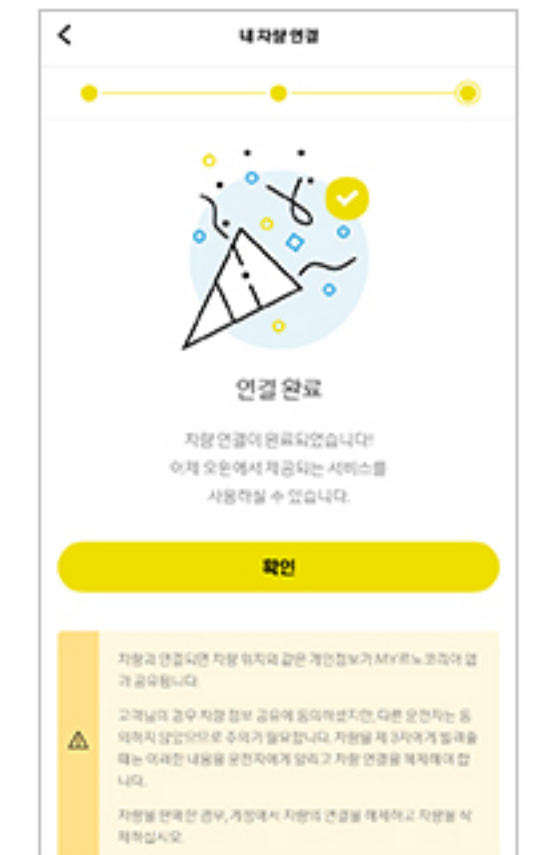 내 차량 연결
연결 완료
차량 연결이 완료되었습니다!
이제 오원에서 제공되는 서비스를
사용하실 수 있습니다.
확인
차량과 연결되면 차량 위치와 같은 개인정보가 MY르노코리아 앱
과 공유됩니다
고객님의 경우 차량 정보 공유에 동의하셨지만, 다른 운전자는 동
의하지 않았으므로 주의가 필요합니다. 차량을 제 3자에게 빌려줄
때는 이러한 내용을 운전자에게 알리고 차량 연결을 해제해야 합
니다.
차량을 판매한 경우, 계정에서 차량의 연결을 해제하고 차량을 삭
제하십시오